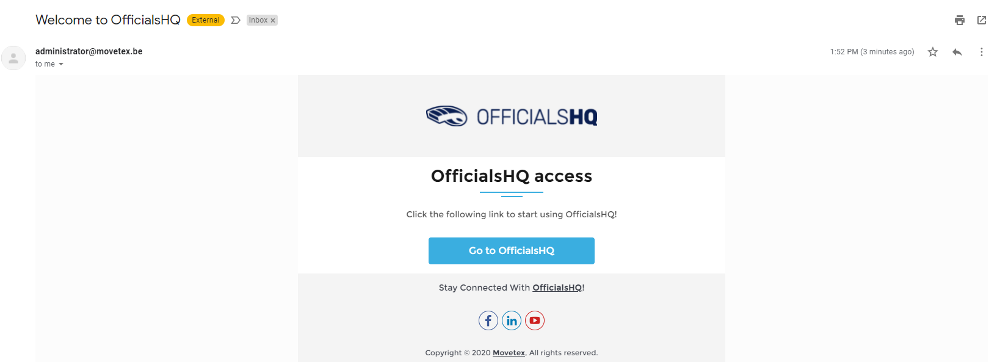 Welcome to OfficialsHQ External Inbox ×
administrator@movetex.be 1:52 PM (3 minutes ago)
to me
OFFICIALSHQ
OfficialsHQ access
Click the following link to start using OfficialsHQ!
Go to OfficialsHQ
Stay Connected With OfficialsHQ!
f in
Copyright © 2020 Movetex. All rights reserved.